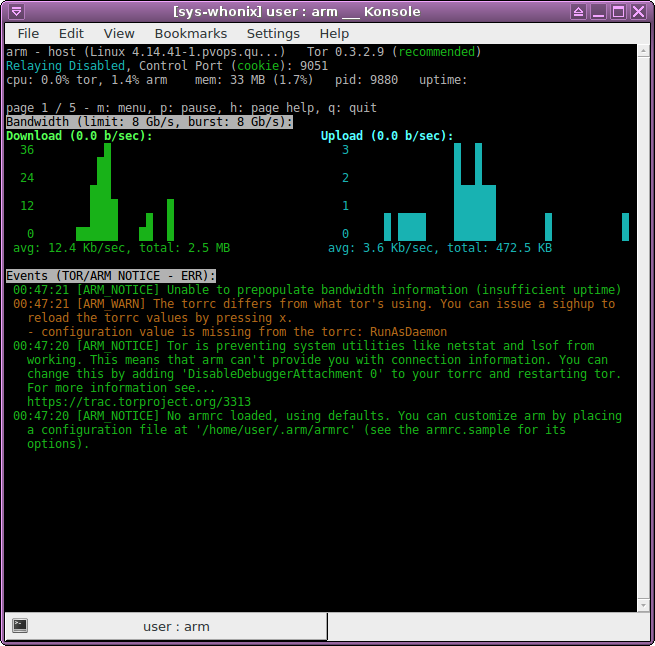 [sys-whonix] user : arm __ Konsole
File Edit View Bookmarks Settings Help
arm - host (Linux 4.14.41-1.pvops.qu...) Tor 0.3.2.9 (recommended)
Relaying Disabled, Control Port (cookie): 9051
cpu: 0.0% tor, 1.4% arm mem: 33 MB (1.7%) pid: 9880 uptime:
page 1 / 5 - m: menu, p: pause, h: page help, q: quit
Bandwidth (limit: 8 Gb/s, burst: 8 Gb/s):
Download (0.0 b/sec): Upload (0.0 b/sec):
36 3
24 2
12 1
0 0
avg: 12.4 Kb/sec, total: 2.5 MB avg: 3.6 Kb/sec, total: 472.5 KB
Events (TOR/ARM NOTICE - ERR):
00:47:21 [ARM_NOTICE] Unable to prepopulate bandwidth information (insufficient uptime)
00:47:21 [ARM_WARN] The torrc differs from what tor's using. You can issue a sighup to
reload the torrc values by pressing x.
- configuration value is missing from the torrc: RunAsDaemon
00:47:20 [ARM_NOTICE] Tor is preventing system utilities like netstat and lsof from
working. This means that arm can't provide you with connection information. You can
change this by adding 'DisableDebuggerAttachment 0' to your torrc and restarting tor.
For more information see...
https://trac.torproject.org/3313
00:47:20 [ARM_NOTICE] No armrc loaded, using defaults. You can customize arm by placing
a configuration file at '/home/user/.arm/armrc' (see the armrc.sample for its
options).
user : arm